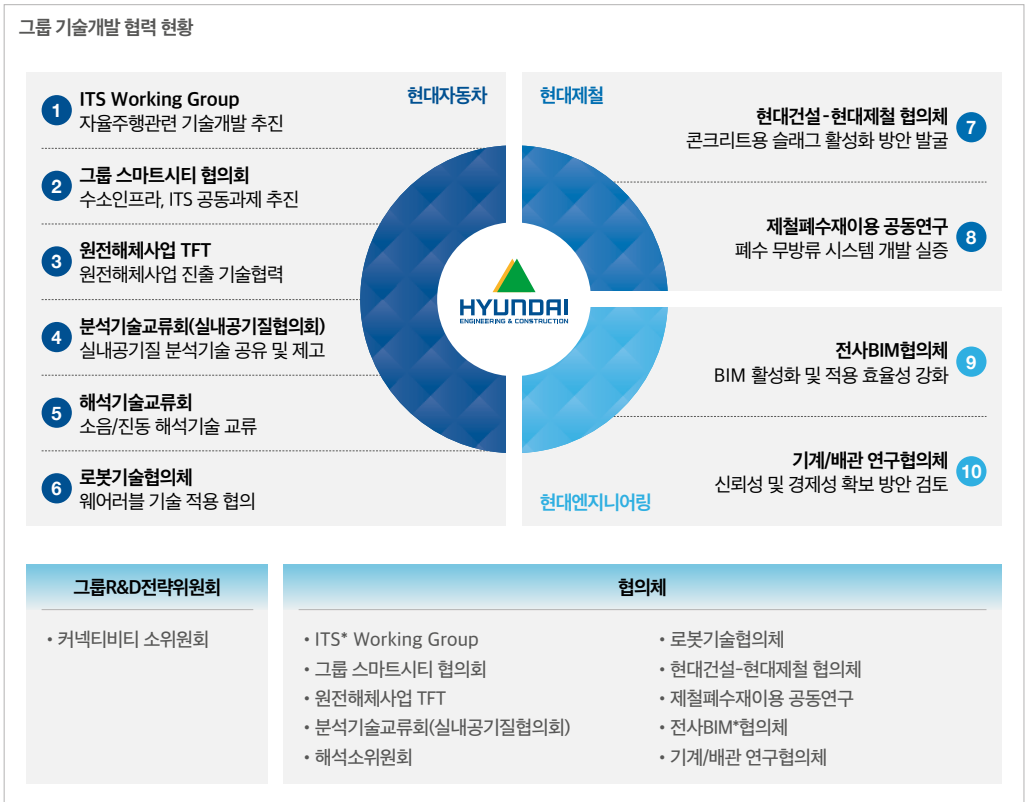 그룹 기술개발 협력 현황
현대자동차
1
ITS Working Group
자율주행관련 기술개발 추진
2
그룹 스마트시티 협의회
수소인프라, ITS 공동과제 추진
3
원전해체사업 TFT
원전해체사업 진출 기술협력
4
분석기술교류회(실내공기질협의회)
실내공기질 분석기술 공유 및 제고
5
해석기술교류회
소음/진동 해석기술 교류
6
로봇기술협의체
웨어러블 기술 적용 협의
HYUNDAI
ENGINEERING & CONSTRUCTION
현대제철
현대건설-현대제철 협의체
7
콘크리트용 슬래그 활성화 방안 발굴
제철폐수재이용 공동연구
8
폐수 무방류 시스템 개발 실증
전사BIM협의체
9
BIM 활성화 및 적용 효율성 강화
기계/배관 연구협의체
10
신뢰성 및 경제성 확보 방안 검토
현대엔지니어링
그룹R&D전략위원회
• 커넥티비티 소위원회
협의체
• ITS* Working Group
• 그룹 스마트시티 협의회
• 원전해체사업 TFT
• 분석기술교류회(실내공기질협의회)
• 해석소위원회
• 로봇기술협의체
• 현대건설-현대제철 협의체
• 제철폐수재이용 공동연구
• 전사BIM*협의체
• 기계/배관 연구협의체